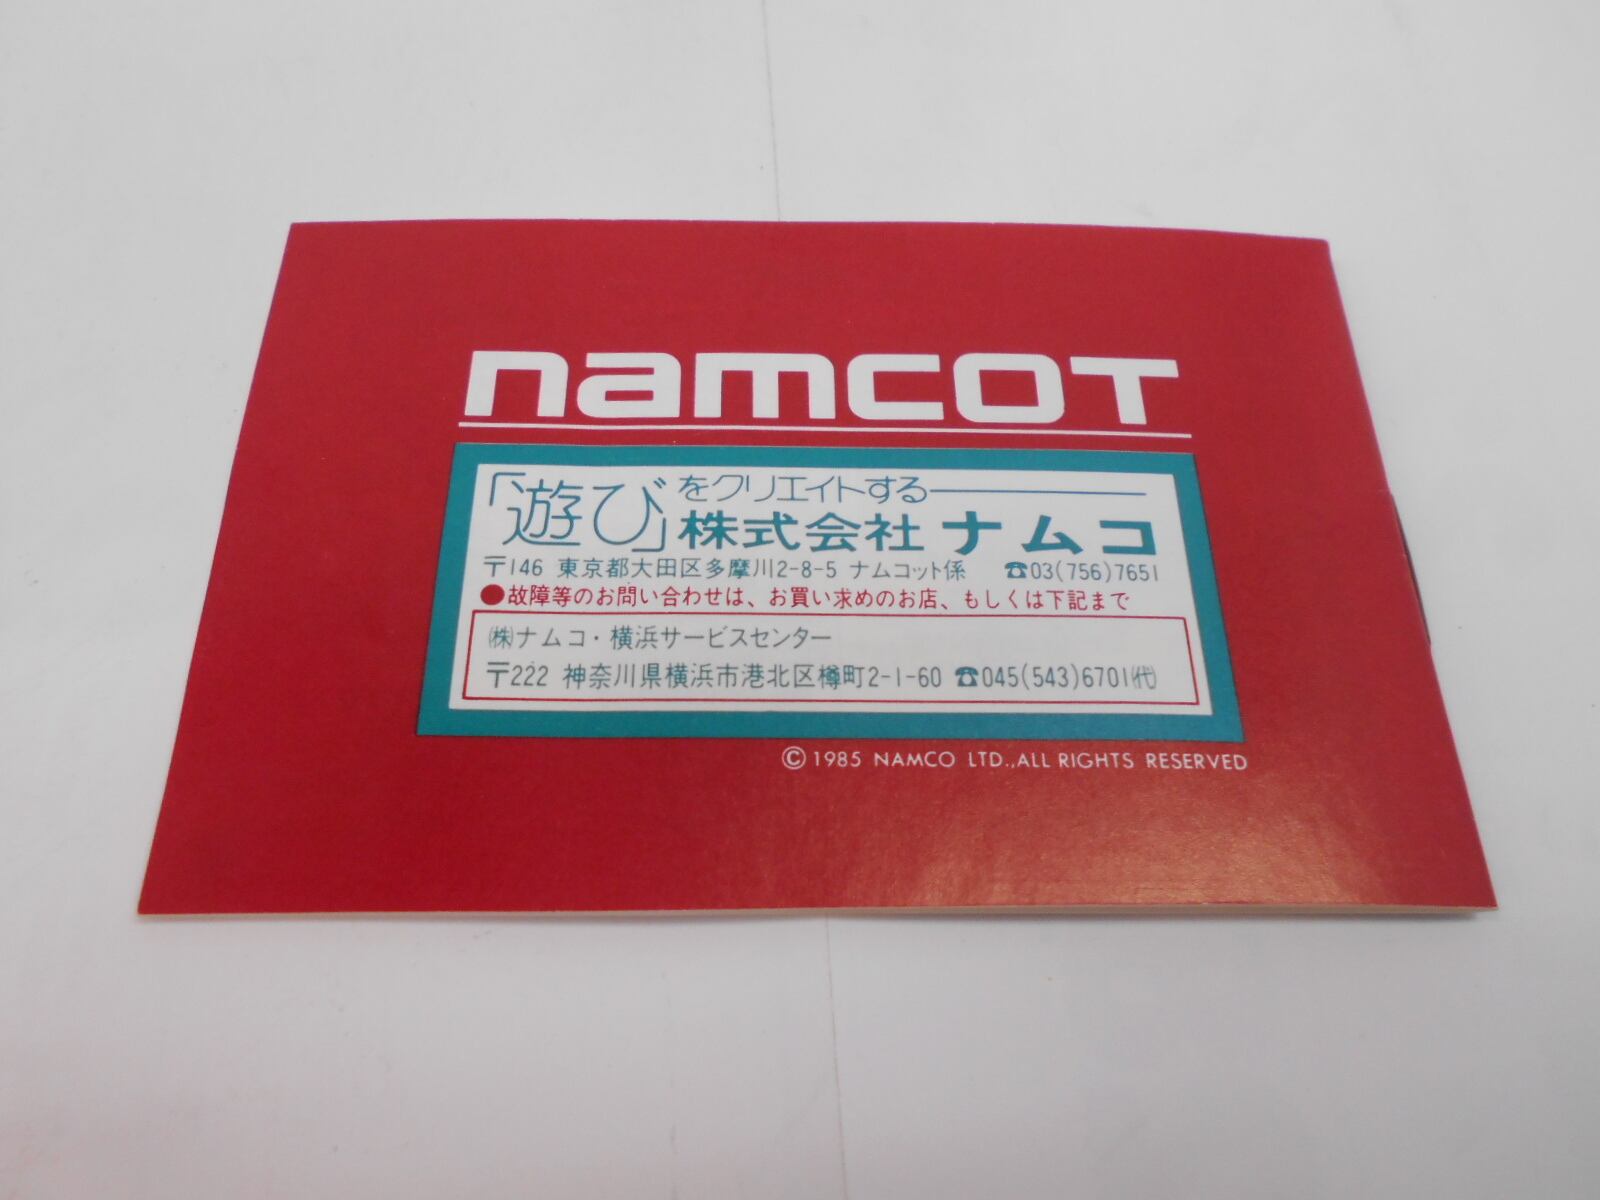 namcot
「遊び」をクリエイトする
株式会社ナムコ
〒146 東京都大田区多摩川2-8-5 ナムコット係 ☎03(756)7651
●故障等のお問い合わせは、お買い求めのお店、もしくは下記まで
㈱ナムコ・横浜サービスセンター
〒222 神奈川県横浜市港北区樽町2-1-60 ☎045(543)6701㈹
©1985 NAMCO LTD.,ALL RIGHTS RESERVED